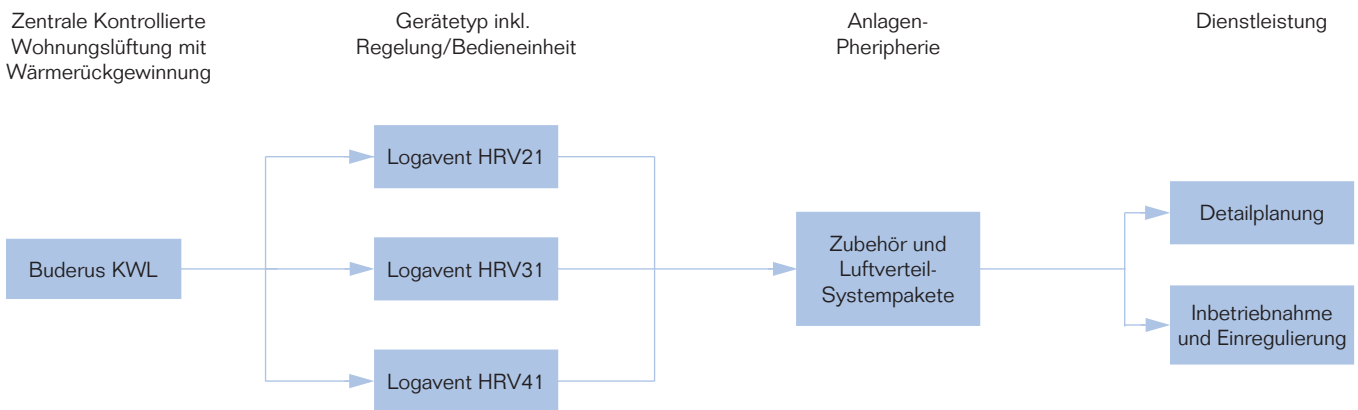 Zentrale Kontrollierte
Wohnungslüftung mit
Wärmerückgewinnung
Gerätetyp inkl.
Regelung/Bedieneinheit
Anlagen-
Pheripherie
Dienstleistung
Buderus KWL
Logavent HRV21
Logavent HRV31
Logavent HRV41
Zubehör und
Luftverteil-
Systempakete
Detailplanung
Inbetriebnahme
und Einregulierung